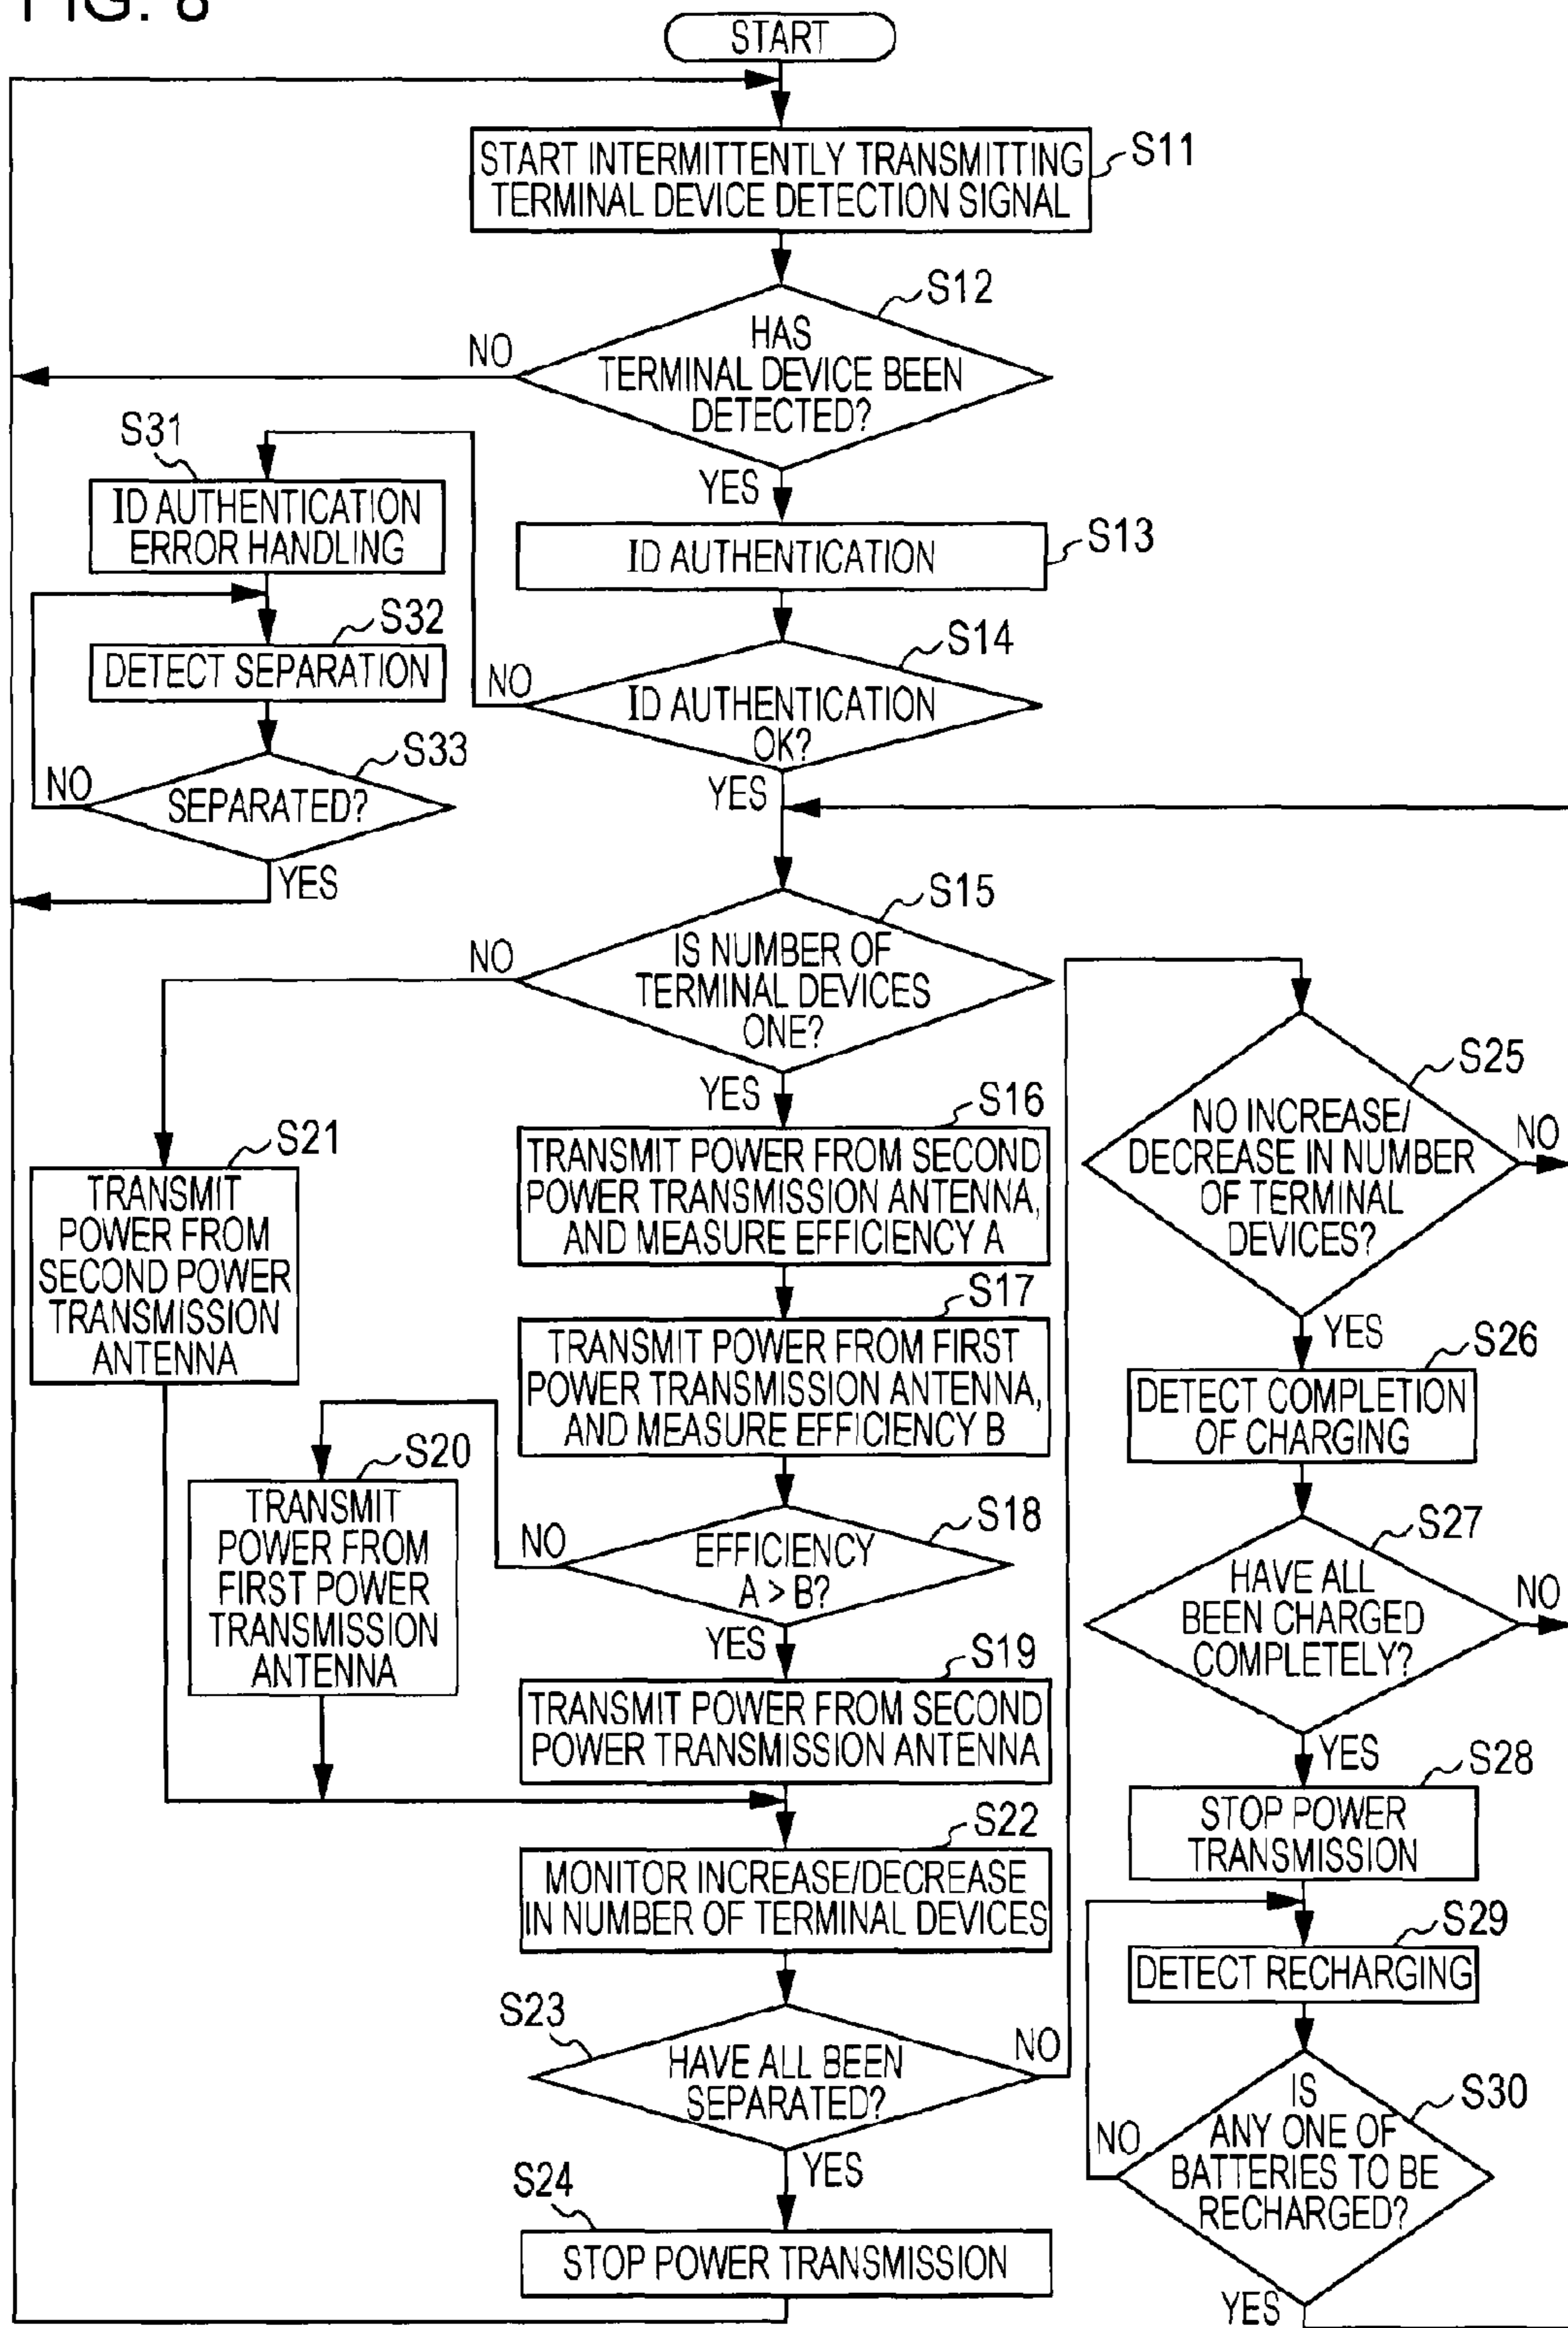 FIG. 8
START
START INTERMITTENTLY TRANSMITTING
TERMINAL DEVICE DETECTION SIGNAL
S11
S12
HAS
TERMINAL DEVICE BEEN
DETECTED?
NO
YES
S31
ID AUTHENTICATION
ERROR HANDLING
S13
ID AUTHENTICATION
S32
DETECT SEPARATION
S14
ID AUTHENTICATION
OK?
NO
YES
S33
SEPARATED?
NO
YES
S15
IS NUMBER OF
TERMINAL DEVICES
ONE?
NO
YES
S16
TRANSMIT POWER FROM SECOND
POWER TRANSMISSION ANTENNA,
AND MEASURE EFFICIENCY A
S21
TRANSMIT
POWER FROM
SECOND POWER
TRANSMISSION
ANTENNA
S17
TRANSMIT POWER FROM FIRST
POWER TRANSMISSION ANTENNA,
AND MEASURE EFFICIENCY B
S18
EFFICIENCY
A > B?
NO
YES
S20
TRANSMIT
POWER FROM
FIRST POWER
TRANSMISSION
ANTENNA
S19
TRANSMIT POWER FROM SECOND
POWER TRANSMISSION ANTENNA
S22
MONITOR INCREASE/DECREASE
IN NUMBER OF TERMINAL DEVICES
S23
HAVE ALL BEEN
SEPARATED?
NO
YES
S24
STOP POWER TRANSMISSION
S25
NO INCREASE/
DECREASE IN NUMBER
OF TERMINAL
DEVICES?
NO
YES
S26
DETECT COMPLETION
OF CHARGING
S27
HAVE ALL
BEEN CHARGED
COMPLETELY?
NO
YES
S28
STOP POWER
TRANSMISSION
S29
DETECT RECHARGING
S30
IS
ANY ONE OF
BATTERIES TO BE
RECHARGED?
NO
YES